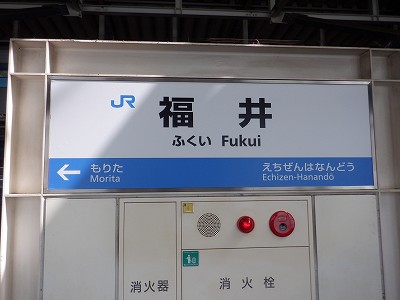 JR 福井
ふくい Fukui
← もりた えちぜんはなんどう
Morita Echizen-Hanandō
消火器 消火栓